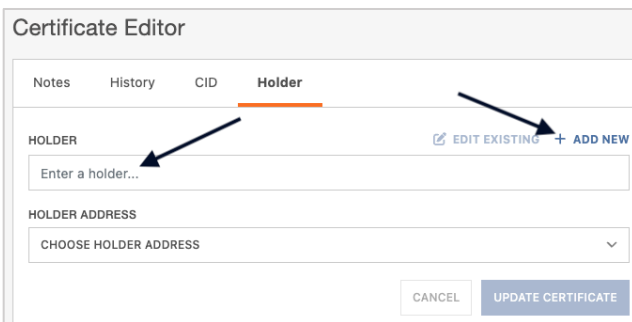 Certificate Editor
Notes History CID Holder
HOLDER EDIT EXISTING + ADD NEW
Enter a holder...
HOLDER ADDRESS
CHOOSE HOLDER ADDRESS
CANCEL UPDATE CERTIFICATE